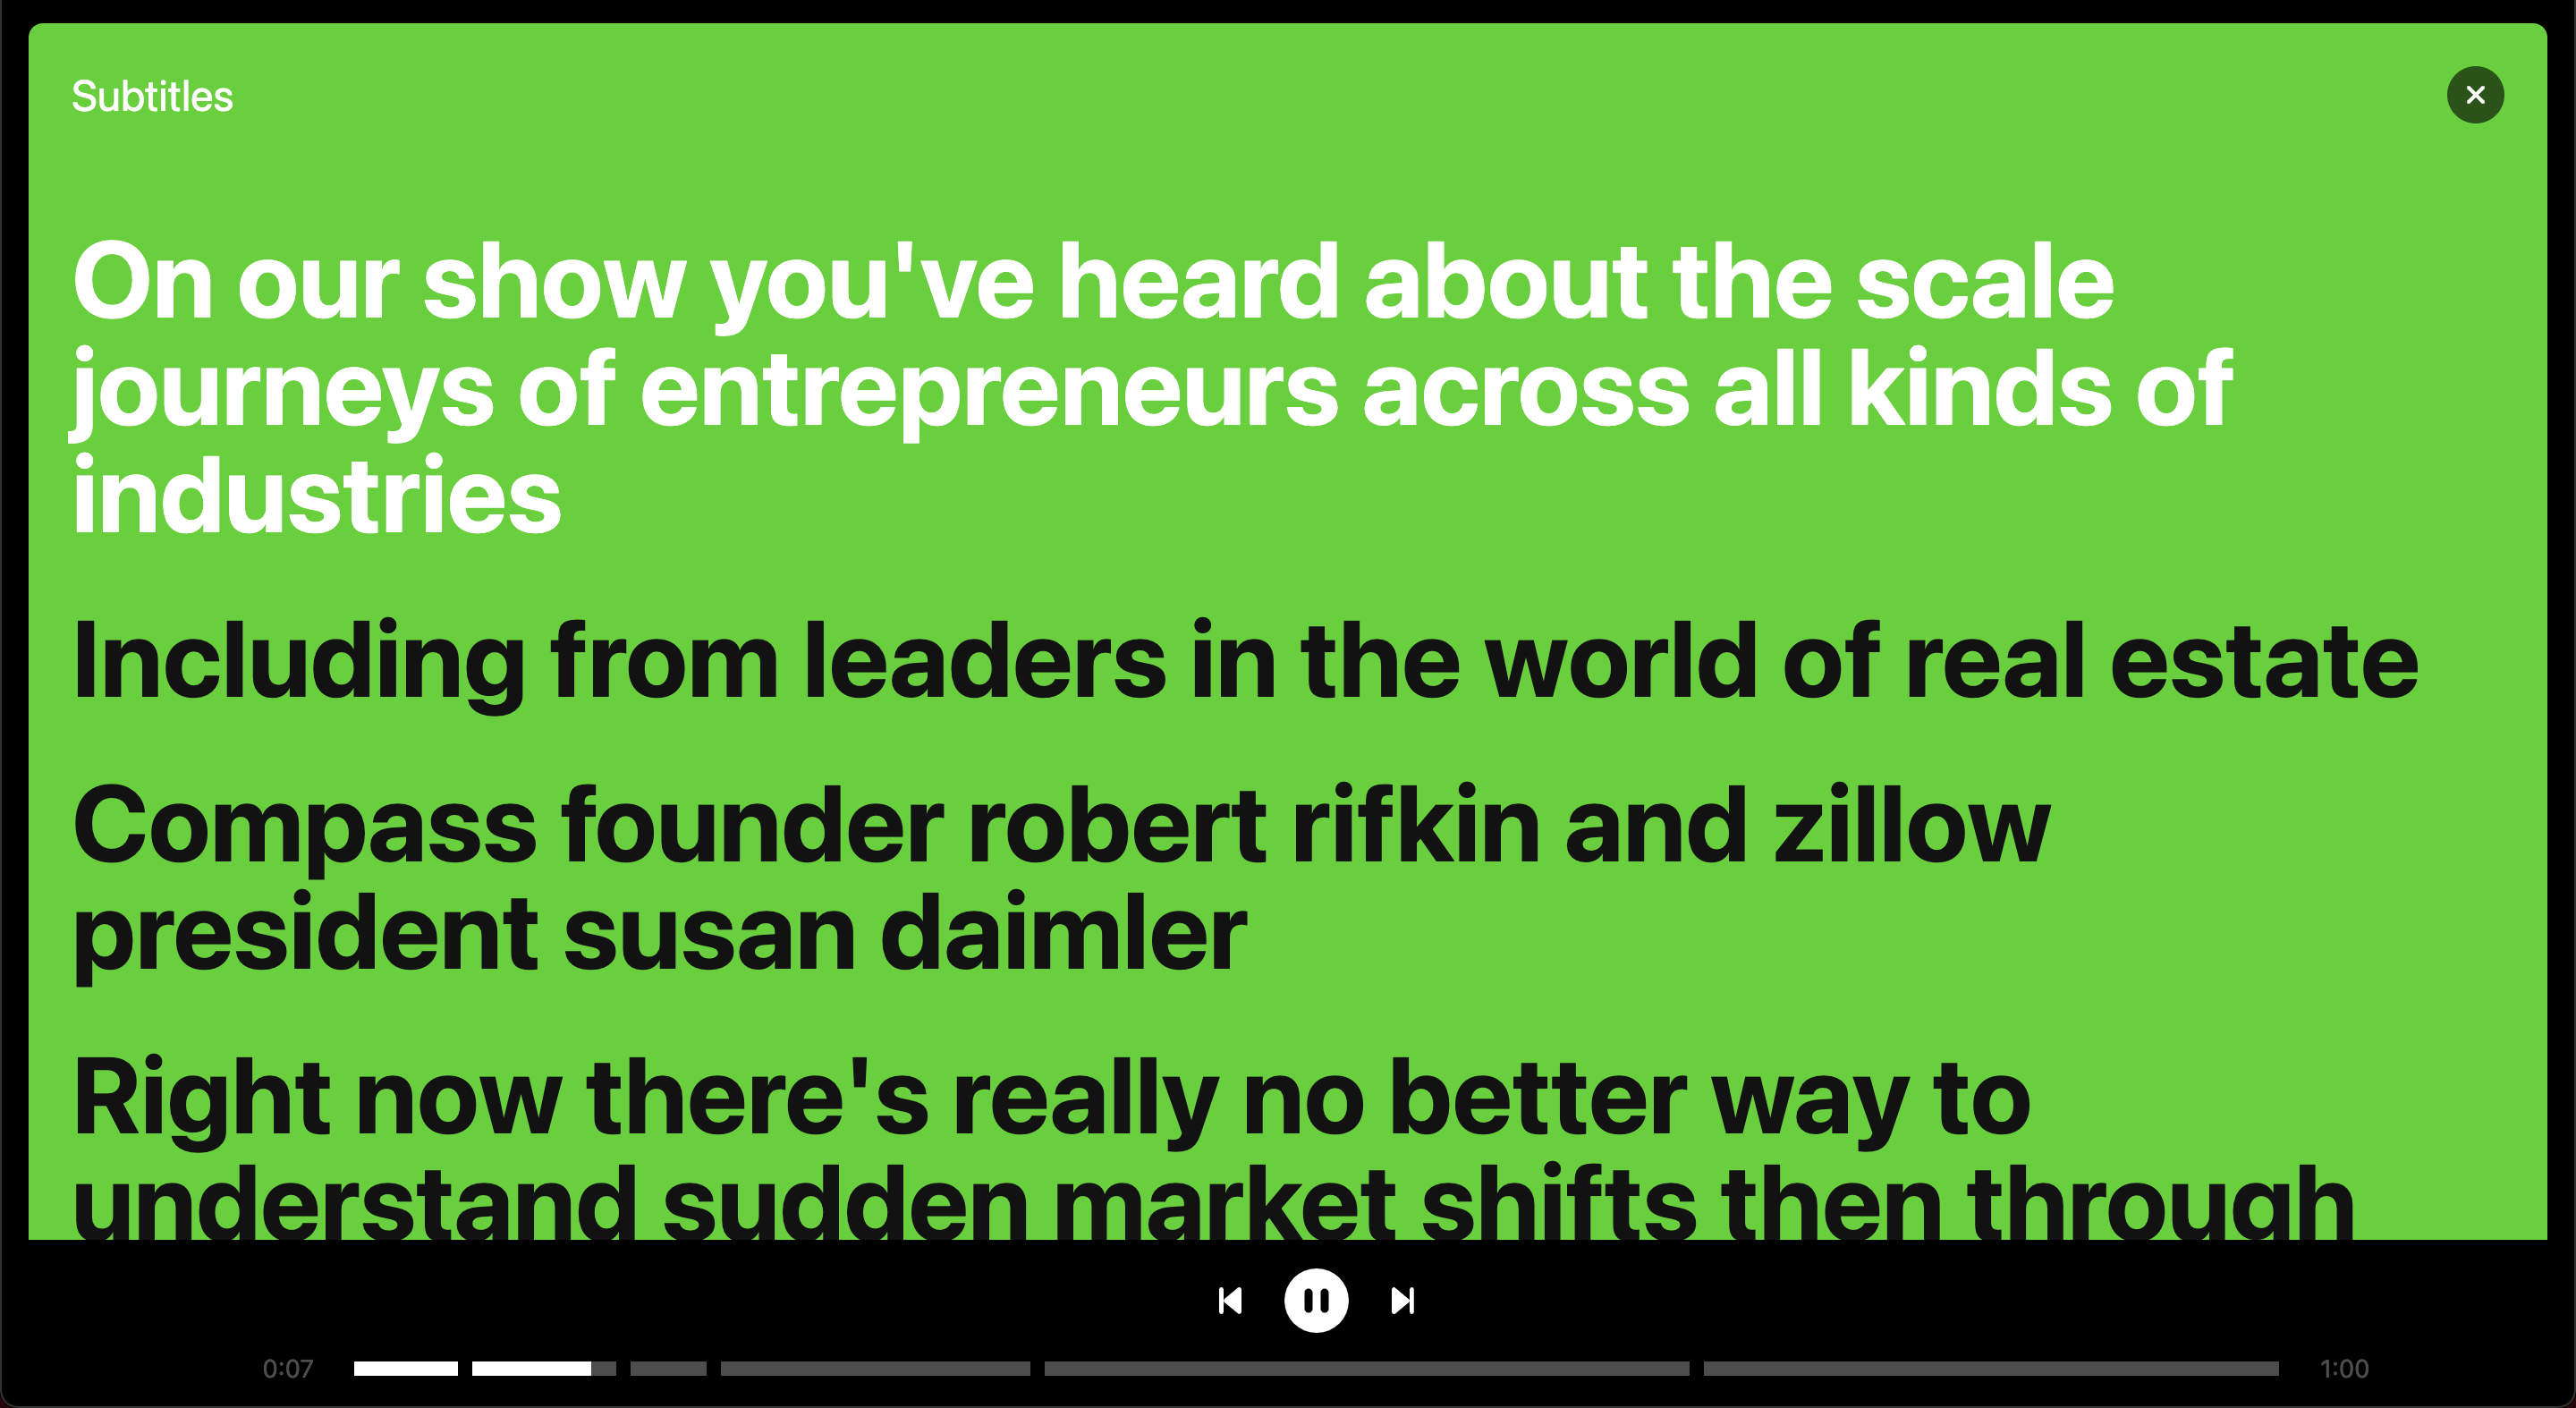 Subtitles
On our show you've heard about the scale
journeys of entrepreneurs across all kinds of
industries
Including from leaders in the world of real estate
Compass founder robert rifkin and zillow
president susan daimler
Right now there's really no better way to
understand sudden market shifts then through
0:07
1:00